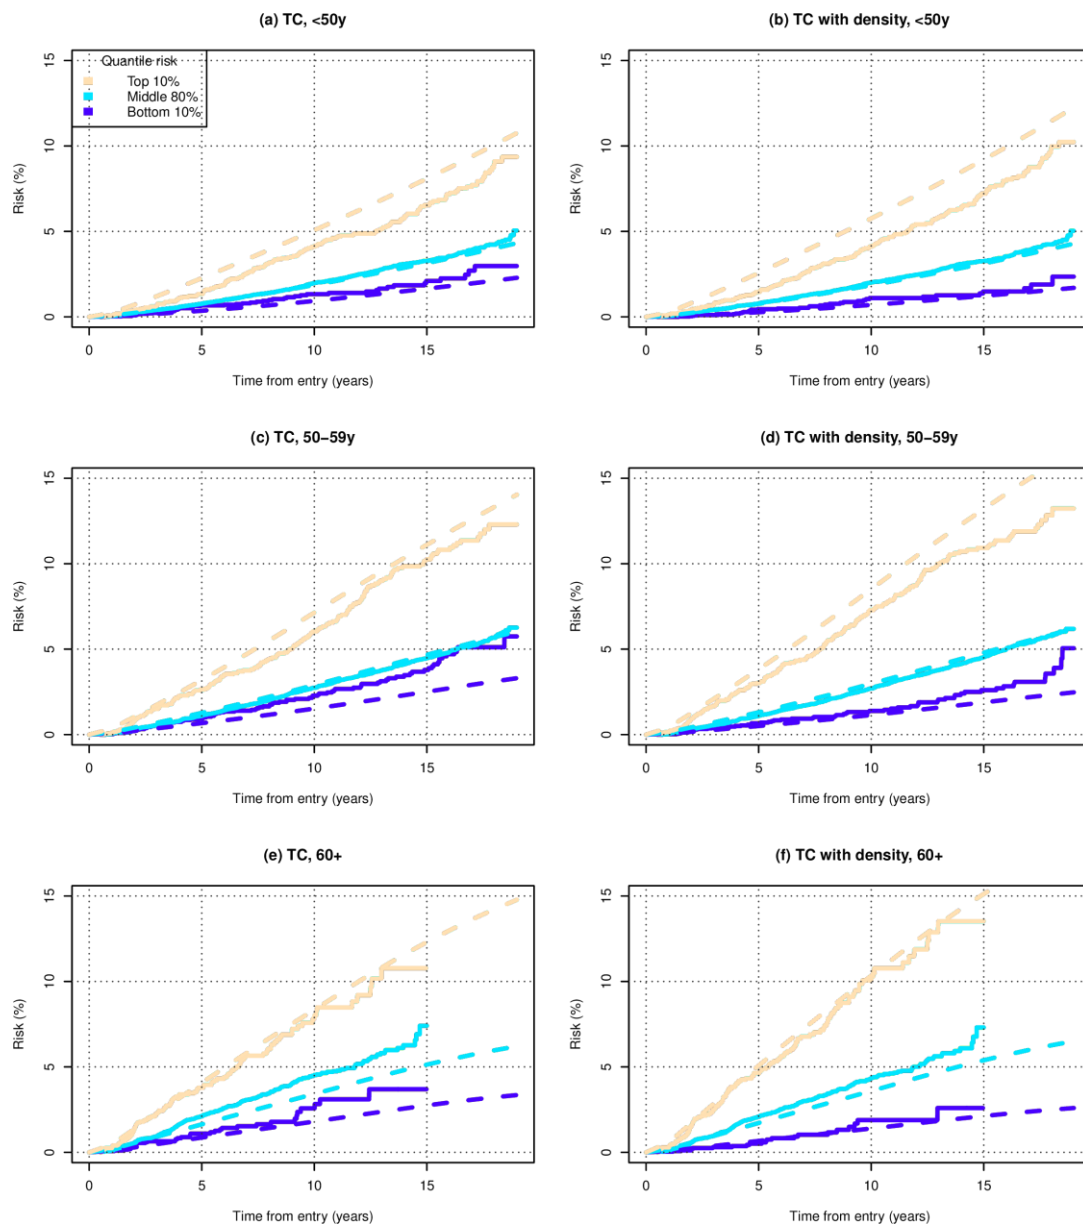 (a) TC, <50y
Quantile risk
Top 10%
Middle 80%
Bottom 10%
15
10
5
0
Risk (%)
0 5 10 15
Time from entry (years)
(b) TC with density, <50y
15
10
5
0
Risk (%)
0 5 10 15
Time from entry (years)
(c) TC, 50−59y
15
10
5
0
Risk (%)
0 5 10 15
Time from entry (years)
(d) TC with density, 50−59y
15
10
5
0
Risk (%)
0 5 10 15
Time from entry (years)
(e) TC, 60+
15
10
5
0
Risk (%)
0 5 10 15
Time from entry (years)
(f) TC with density, 60+
15
10
5
0
Risk (%)
0 5 10 15
Time from entry (years)